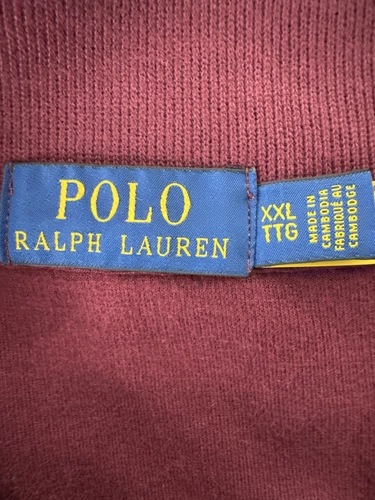 POLO
RALPH LAUREN
XXL
TTG
MADE IN
CAMBODIA
FABRIQUÉ AU
CAMBODGE